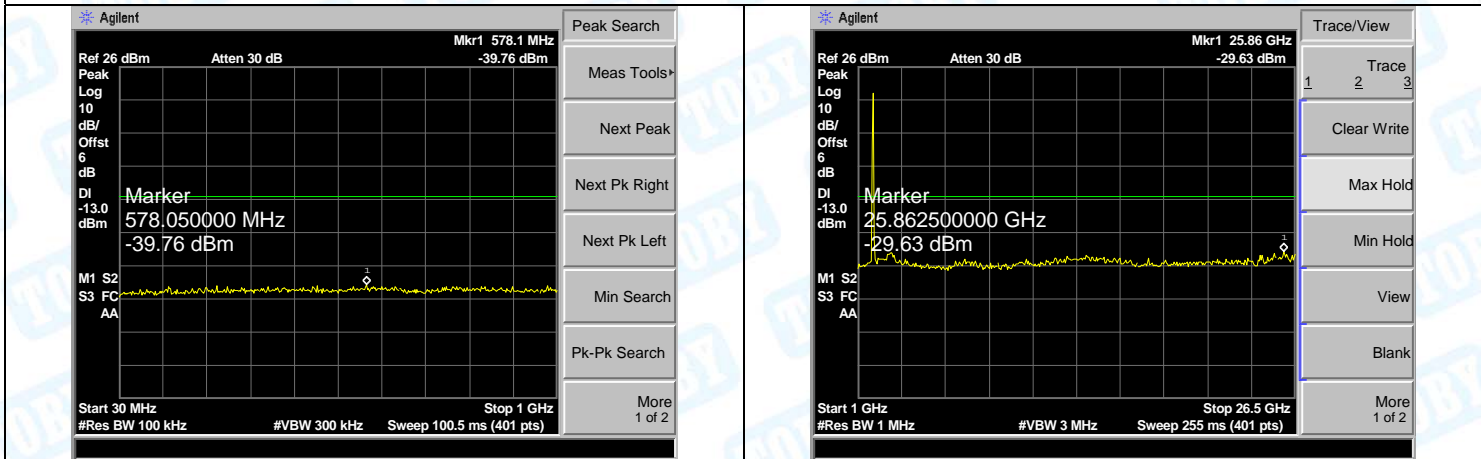 Agilent
Peak Search
Mkr1 578.1 MHz
Ref 26 dBm Atten 30 dB -39.76 dBm
Peak
Log
10
dB/
Offst
6
dB
DI
-13.0
dBm
Marker
578.050000 MHz
-39.76 dBm
1
M1 S2
S3 FC
AA
Start 30 MHz Stop 1 GHz
#Res BW 100 kHz #VBW 300 kHz Sweep 100.5 ms (401 pts)
Meas Tools
Next Peak
Next Pk Right
Next Pk Left
Min Search
Pk-Pk Search
More
1 of 2
Agilent
Trace/View
Mkr1 25.86 GHz
Ref 26 dBm Atten 30 dB -29.63 dBm
Peak
Log
10
dB/
Offst
6
dB
DI
-13.0
dBm
Marker
25.862500000 GHz
-29.63 dBm
1
M1 S2
S3 FC
AA
Start 1 GHz Stop 26.5 GHz
#Res BW 1 MHz #VBW 3 MHz Sweep 255 ms (401 pts)
Trace
1 2 3
Clear Write
Max Hold
Min Hold
View
Blank
More
1 of 2
TOBY